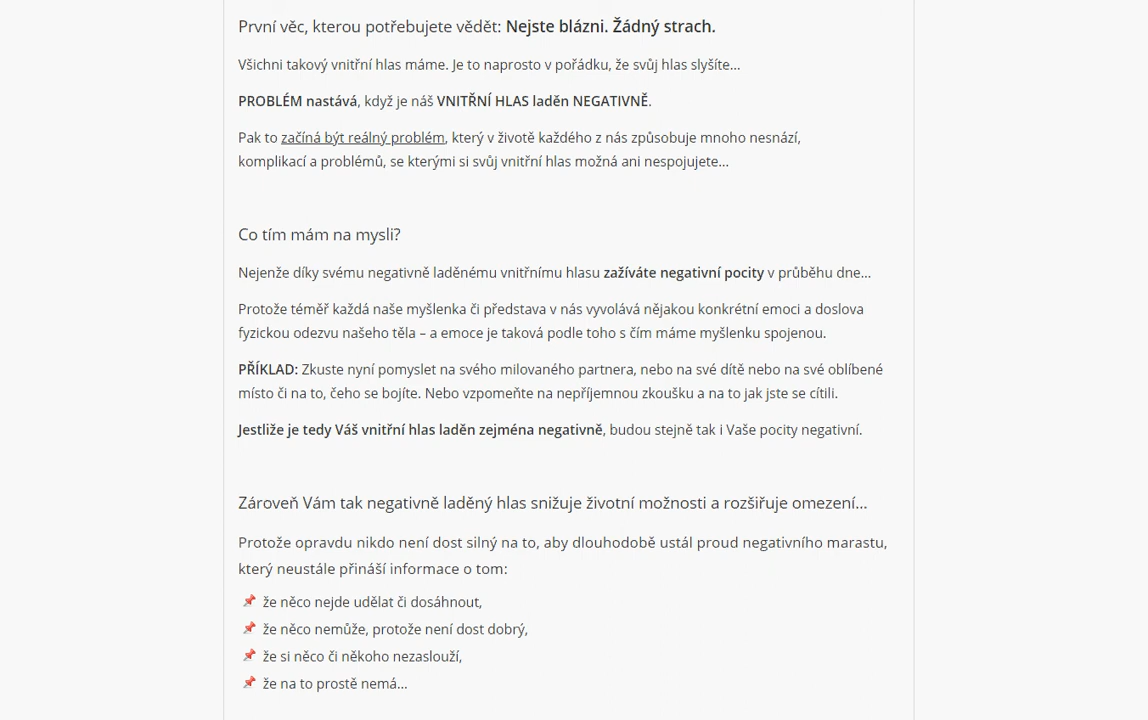 První věc, kterou potřebujete vědět: Nejste blázni. Žádný strach.
Všichni takový vnitřní hlas máme. Je to naprosto v pořádku, že svůj hlas slyšíte…
PROBLÉM nastává, když je náš VNITŘNÍ HLAS laděn NEGATIVNĚ.
Pak to začíná být reálný problém, který v životě každého z nás způsobuje mnoho nesnází,
komplikací a problémů, se kterými si svůj vnitřní hlas možná ani nespojujete…
Co tím mám na mysli?
Nejenže díky svému negativně laděnému vnitřnímu hlasu zažíváte negativní pocity v průběhu dne…
Protože téměř každá naše myšlenka či představa v nás vyvolává nějakou konkrétní emoci a doslova
fyzickou odezvu našeho těla – a emoce je taková podle toho s čím máme myšlenku spojenou.
PŘÍKLAD: Zkuste nyní pomyslet na svého milovaného partnera, nebo na své dítě nebo na své oblíbené
místo či na to, čeho se bojíte. Nebo vzpomeňte na nepříjemnou zkoušku a na to jak jste se cítili.
Jestliže je tedy Váš vnitřní hlas laděn zejména negativně, budou stejně tak i Vaše pocity negativní.
Zároveň Vám tak negativně laděný hlas snižuje životní možnosti a rozšiřuje omezení…
Protože opravdu nikdo není dost silný na to, aby dlouhodobě ustál proud negativního marastu,
který neustále přináší informace o tom:
že něco nejde udělat či dosáhnout,
že něco nemůže, protože není dost dobrý,
že si něco či někoho nezaslouží,
že na to prostě nemá…